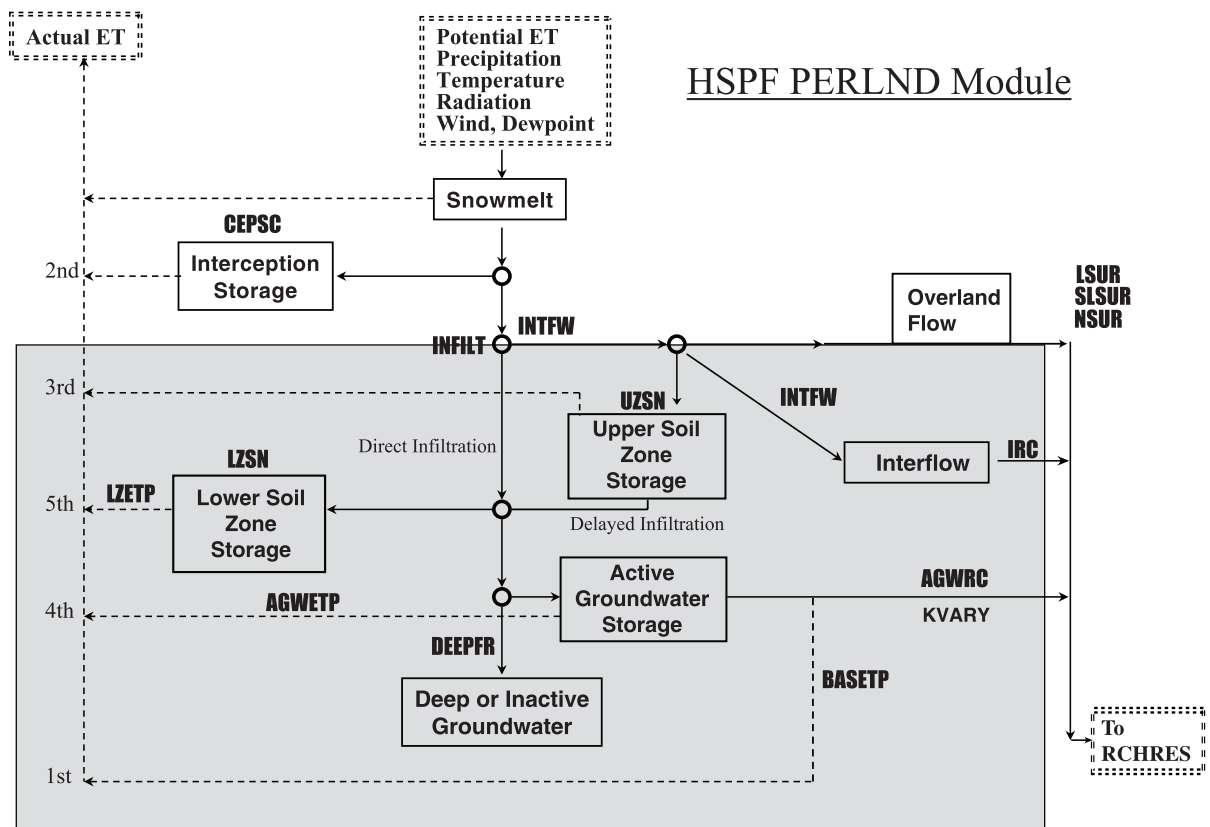 Actual ET
Potential ET
Precipitation
Temperature
Radiation
Wind, Dewpoint
HSPF PERLND Module
Snowmelt
CEPSC
2nd
Interception
Storage
LSUR
SLSUR
NSUR
Overland
Flow
INTFW
INFILT
3rd
UZSN
INTFW
Upper Soil
Zone
Storage
Direct Infiltration
IRC
Interflow
LZSN
LZETP
5th
Lower Soil
Zone
Storage
Delayed Infiltration
Active
Groundwater
Storage
AGWRC
KVARY
AGWETP
4th
DEEPFR
BASETP
Deep or Inactive
Groundwater
To
RCHRES
1st